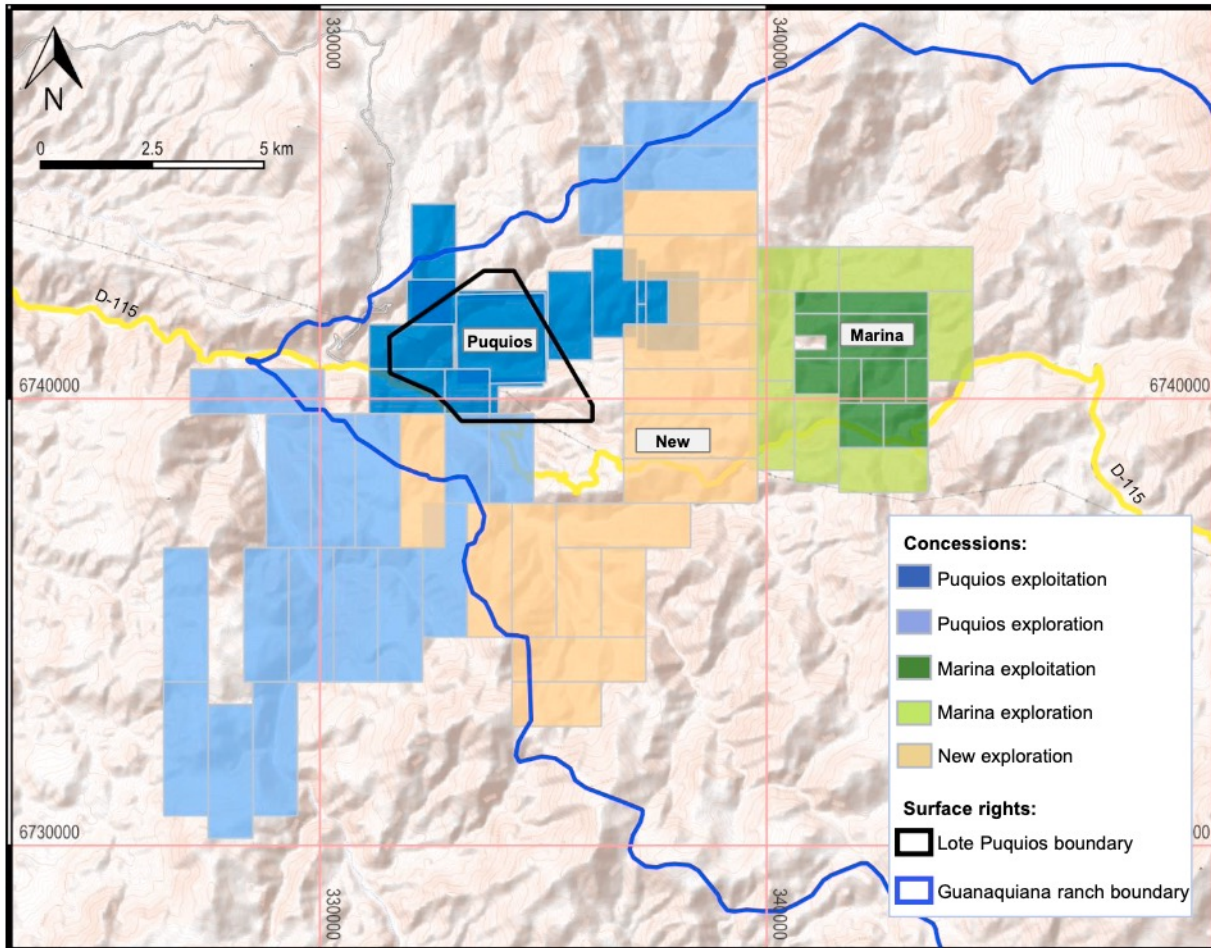 330000
340000
N
0 2.5 5 km
D-115
Puquios
Marina
6740000
6740000
New
D-115
Concessions:
Puquios exploitation
Puquios exploration
Marina exploitation
Marina exploration
New exploration
Surface rights:
Lote Puquios boundary
Guanaquiana ranch boundary
6730000
330000
340000